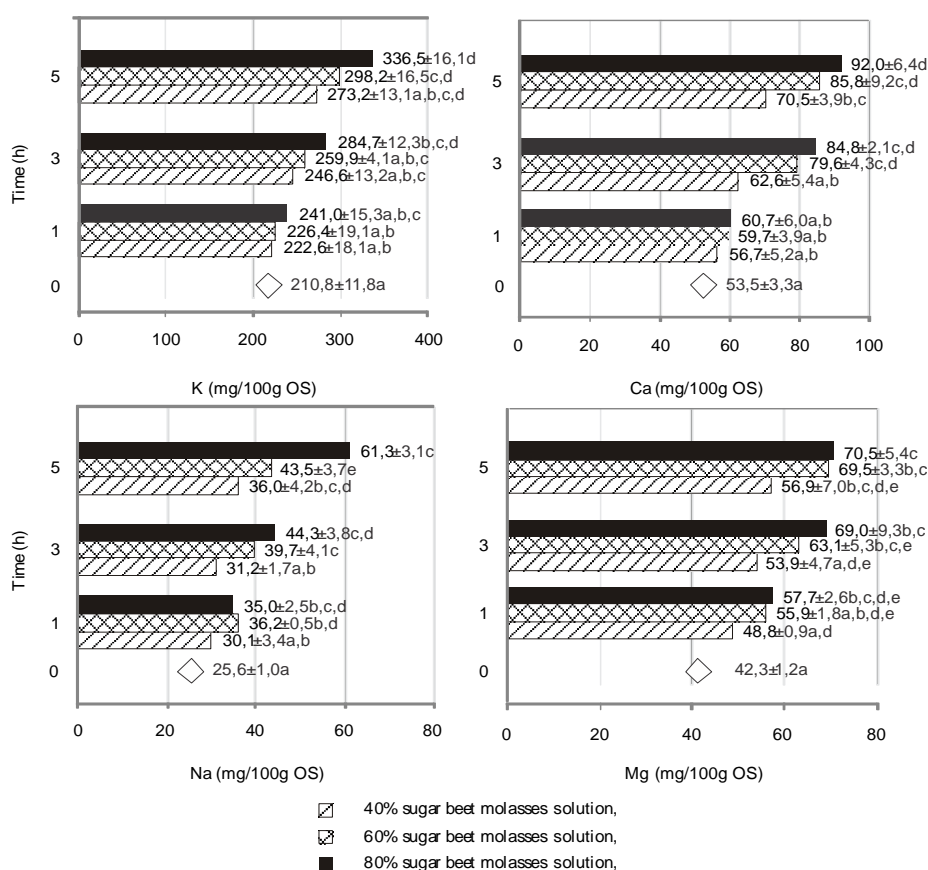 336,5±16,1d
5
298,2±16,5c,d
273,2±13,1a,b,c,d
284,7±12,3b,c,d
3
259,9±4,1a,b,c
246,6±13,2a,b,c
241,0±15,3a,b,c
1
226,4±19,1a,b
222,6±18,1a,b
0
210,8±11,8a
Time (h)
0 100 200 300 400
K (mg/100g OS)
92,0±6,4d
5
85,8±9,2c,d
70,5±3,9b,c
84,8±2,1c,d
3
79,6±4,3c,d
62,6±5,4a,b
60,7±6,0a,b
1
59,7±3,9a,b
56,7±5,2a,b
0
53,5±3,3a
0 20 40 60 80 100
Ca (mg/100g OS)
61,3±3,1c
5
43,5±3,7e
36,0±4,2b,c,d
44,3±3,8c,d
3
39,7±4,1c
31,2±1,7a,b
35,0±2,5b,c,d
1
36,2±0,5b,d
30,1±3,4a,b
0
25,6±1,0a
Time (h)
0 20 40 60 80
Na (mg/100g OS)
70,5±5,4c
5
69,5±3,3b,c
56,9±7,0b,c,d,e
69,0±9,3b,c
3
63,1±5,3b,c,e
53,9±4,7a,d,e
57,7±2,6b,c,d,e
1
55,9±1,8a,b,d,e
48,8±0,9a,d
0
42,3±1,2a
0 20 40 60 80
Mg (mg/100g OS)
40% sugar beet molasses solution,
60% sugar beet molasses solution,
80% sugar beet molasses solution,